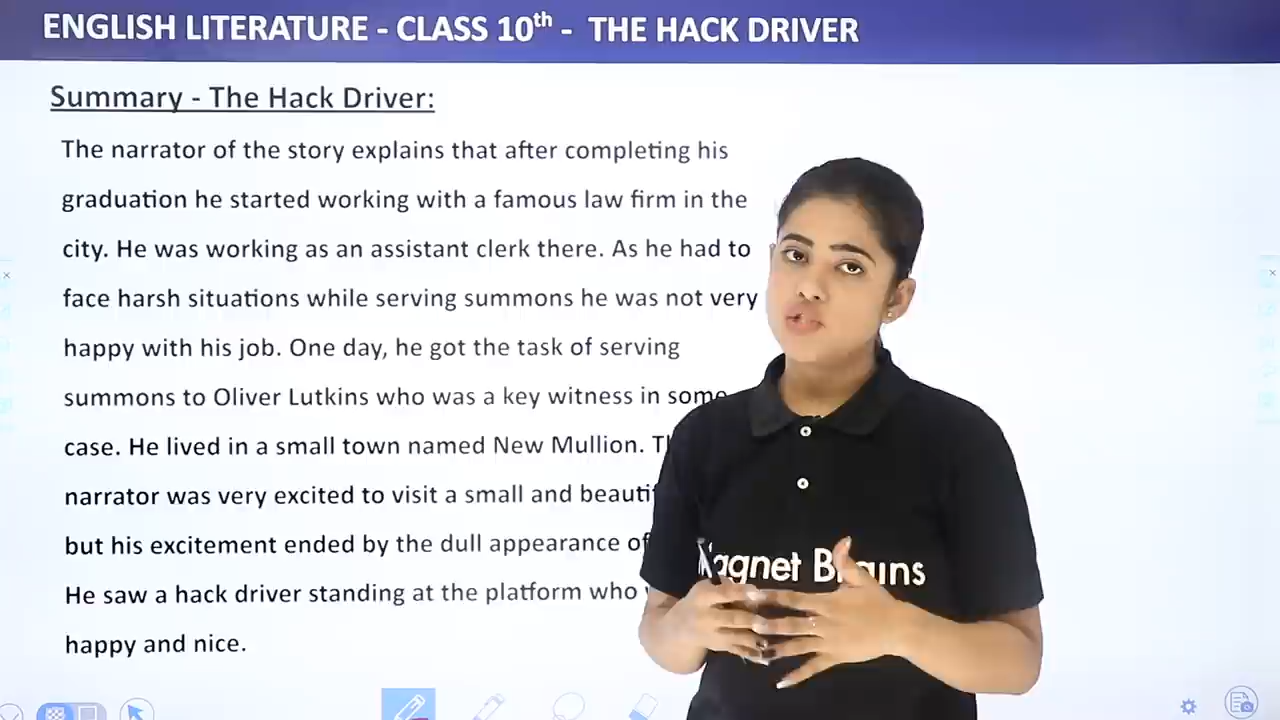 ENGLISH LITERATURE - CLASS 10th - THE HACK DRIVER
Summary - The Hack Driver:
The narrator of the story explains that after completing his
graduation he started working with a famous law firm in the
city. He was working as an assistant clerk there. As he had to
face harsh situations while serving summons he was not very
happy with his job. One day, he got the task of serving
summons to Oliver Lutkins who was a key witness in some
case. He lived in a small town named New Mullion.
narrator was very excited to visit a small and
but his excitement ended by the dull appearance of
He saw a hack driver standing at the platform who
happy and nice.
Magnet Brains